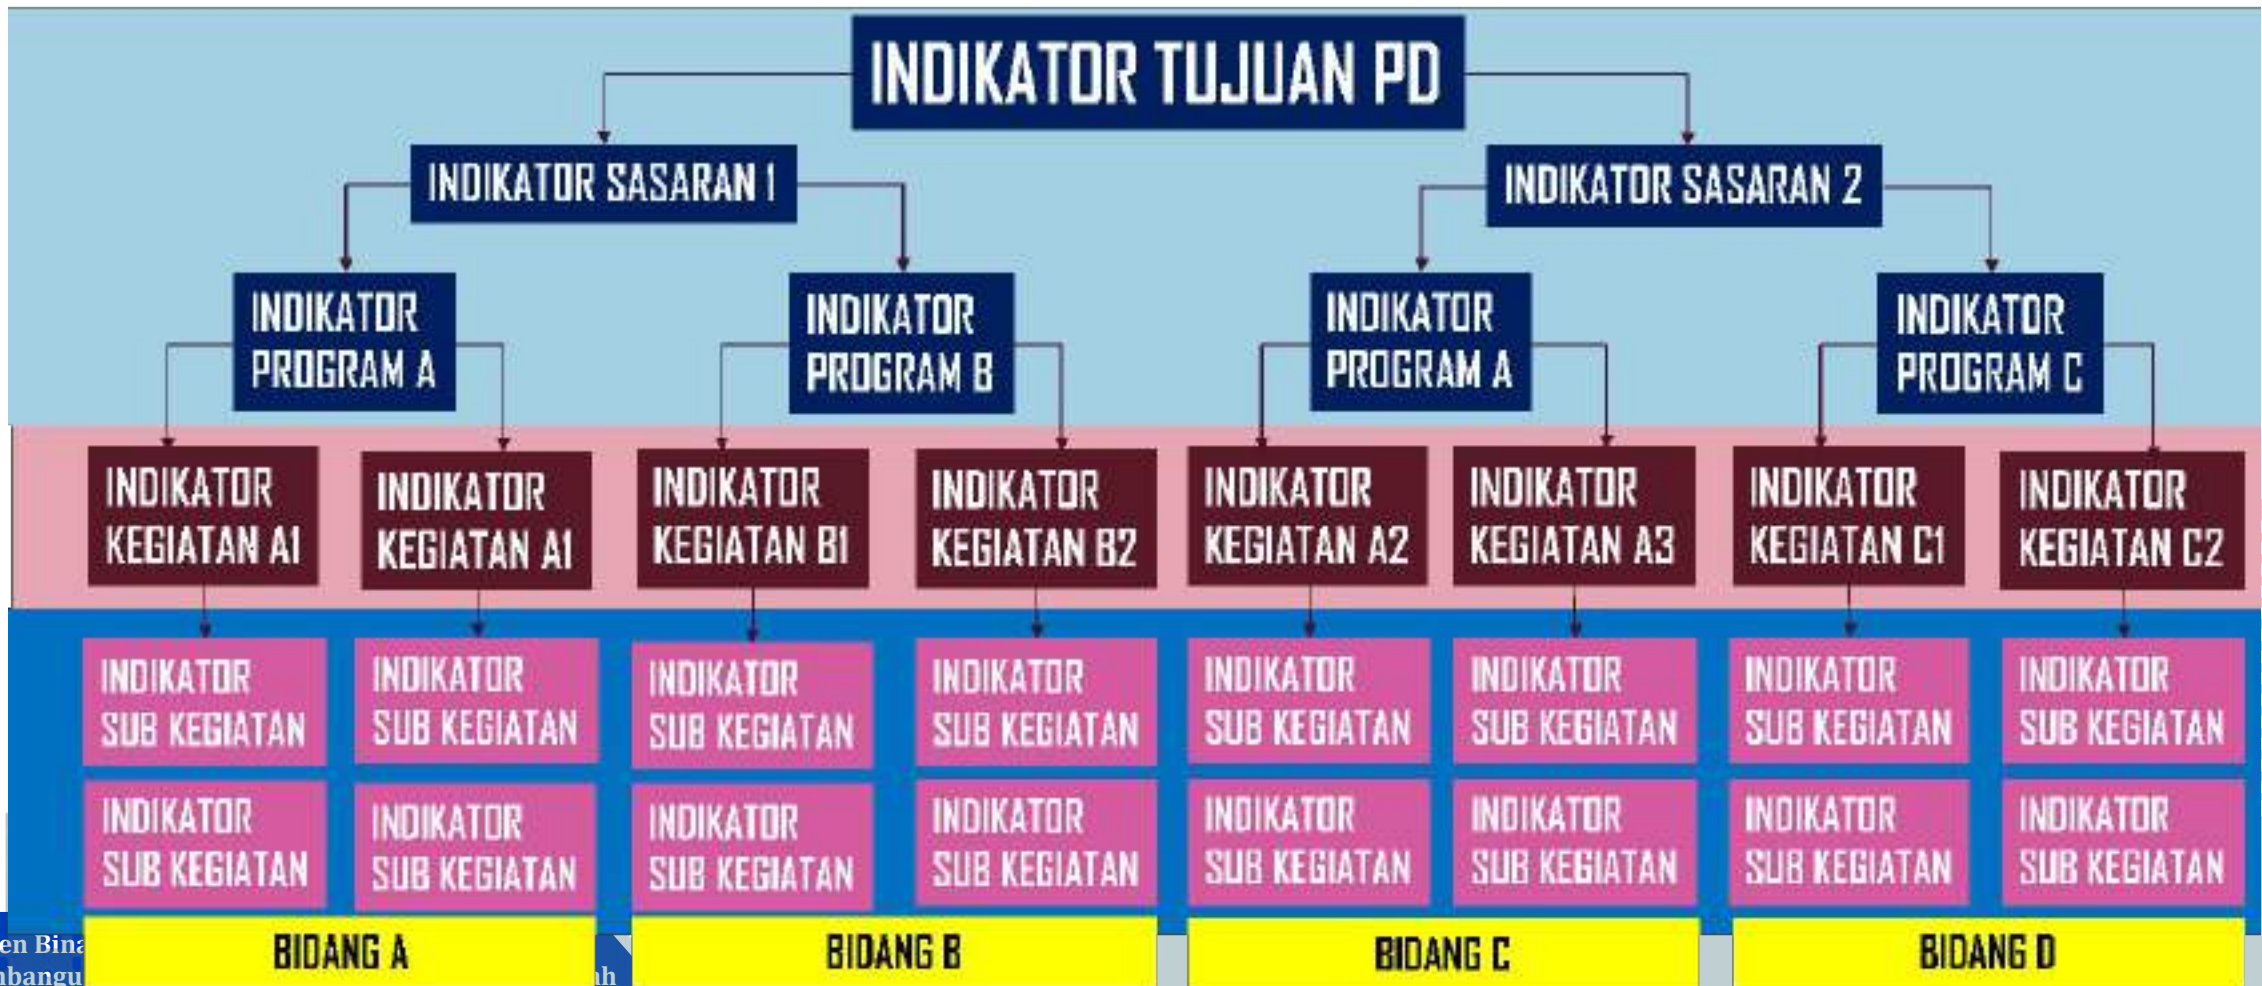 INDIKATOR TUJUAN PD
INDIKATOR SASARAN 1
INDIKATOR SASARAN 2
INDIKATOR
PROGRAM A
INDIKATOR
PROGRAM B
INDIKATOR
PROGRAM A
INDIKATOR
PROGRAM C
INDIKATOR
KEGIATAN A1
INDIKATOR
KEGIATAN A1
INDIKATOR
KEGIATAN B1
INDIKATOR
KEGIATAN B2
INDIKATOR
KEGIATAN A2
INDIKATOR
KEGIATAN A3
INDIKATOR
KEGIATAN C1
INDIKATOR
KEGIATAN C2
INDIKATOR
SUB KEGIATAN
INDIKATOR
SUB KEGIATAN
INDIKATOR
SUB KEGIATAN
INDIKATOR
SUB KEGIATAN
INDIKATOR
SUB KEGIATAN
INDIKATOR
SUB KEGIATAN
INDIKATOR
SUB KEGIATAN
INDIKATOR
SUB KEGIATAN
INDIKATOR
SUB KEGIATAN
INDIKATOR
SUB KEGIATAN
INDIKATOR
SUB KEGIATAN
INDIKATOR
SUB KEGIATAN
INDIKATOR
SUB KEGIATAN
INDIKATOR
SUB KEGIATAN
INDIKATOR
SUB KEGIATAN
INDIKATOR
SUB KEGIATAN
BIDANG A
BIDANG B
BIDANG C
BIDANG D